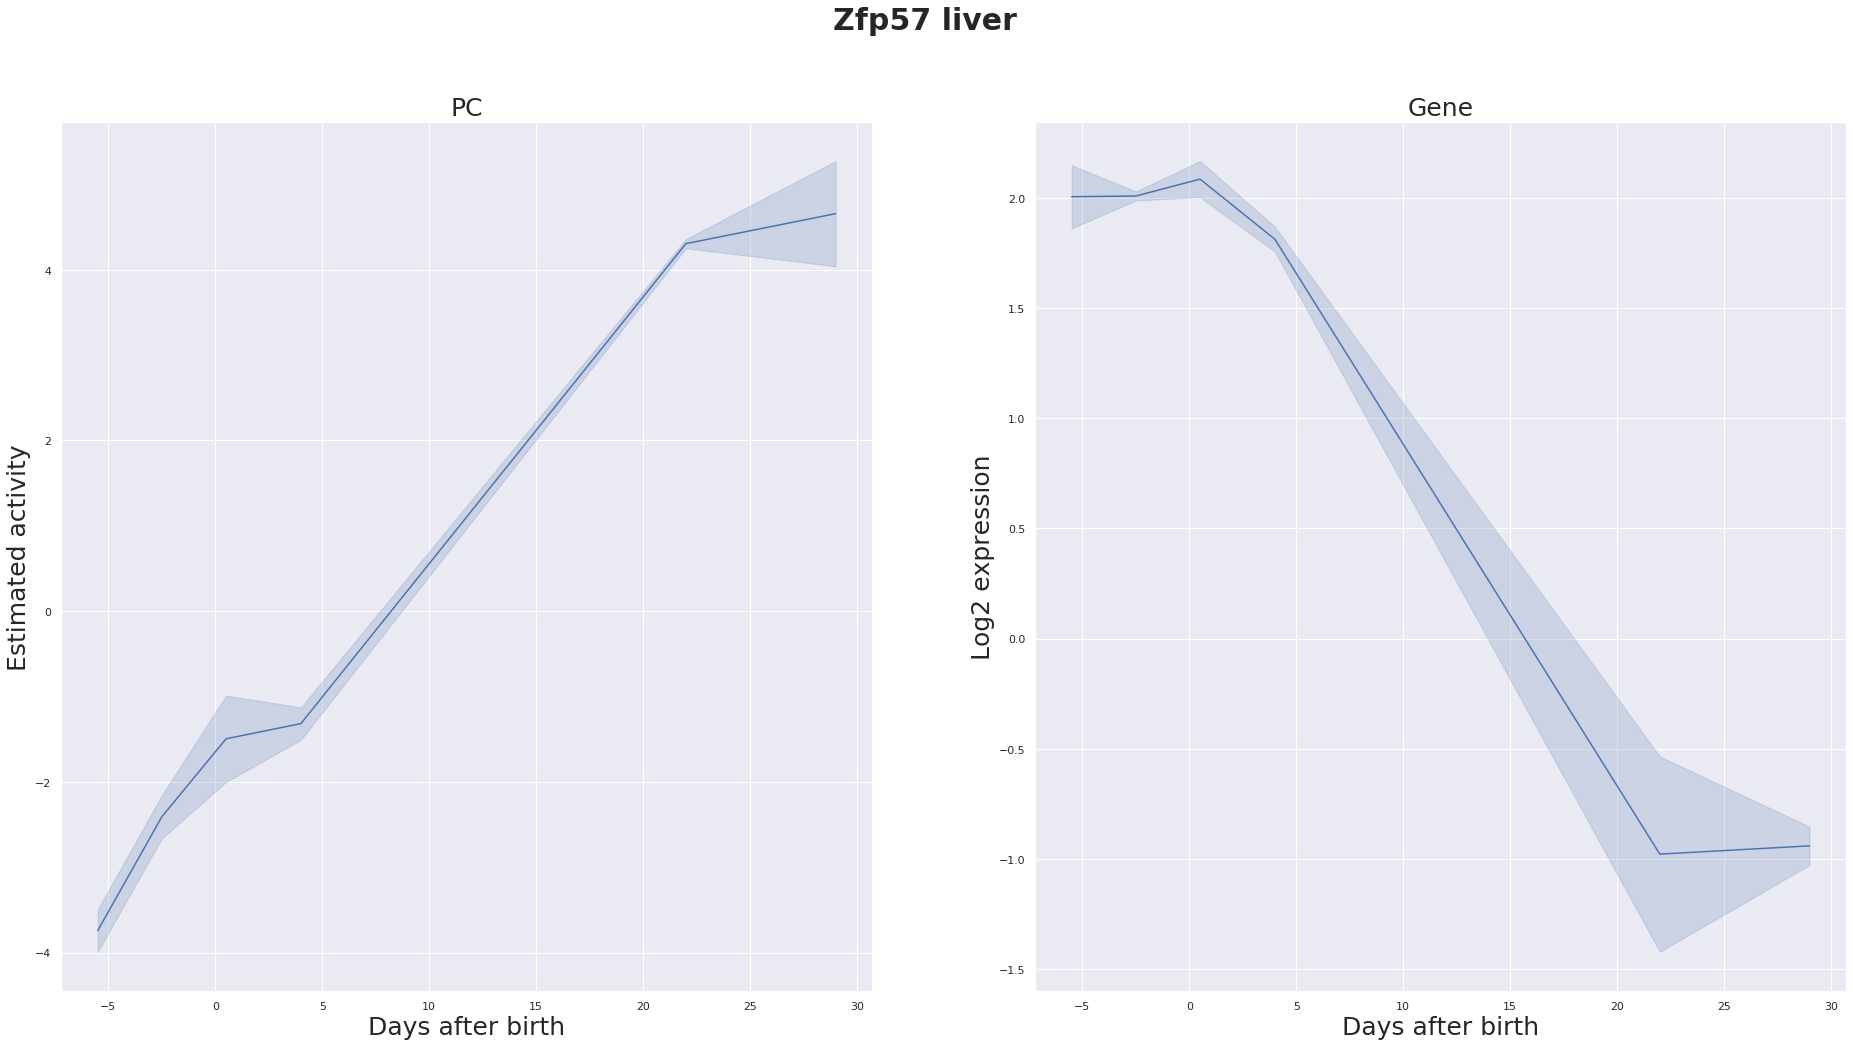 Zfp57 liver
PC
Estimated activity
4
2
0
−2
−4
−5 0 5 10 15 20 25 30
Days after birth
Gene
Log2 expression
2.0
1.5
1.0
0.5
0.0
−0.5
−1.0
−1.5
−5 0 5 10 15 20 25 30
Days after birth